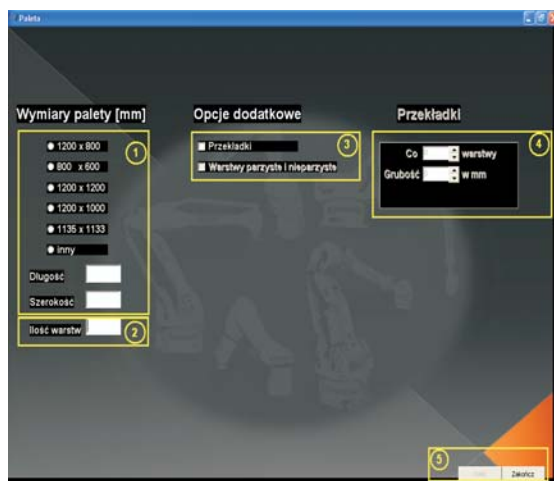 Paleta
Wymiary palety [mm]
1200 x 800
800 x 600
1200 x 1200
1200 x 1000
1135 x 1133
inny
Długość
Szerokość
1
Ilość warstw
2
Opcje dodatkowe
Przekładki
Warstwy parzyste i nieparzyste
3
Przekładki
Co warstwy
Grubość w mm
4
5
Zakończ